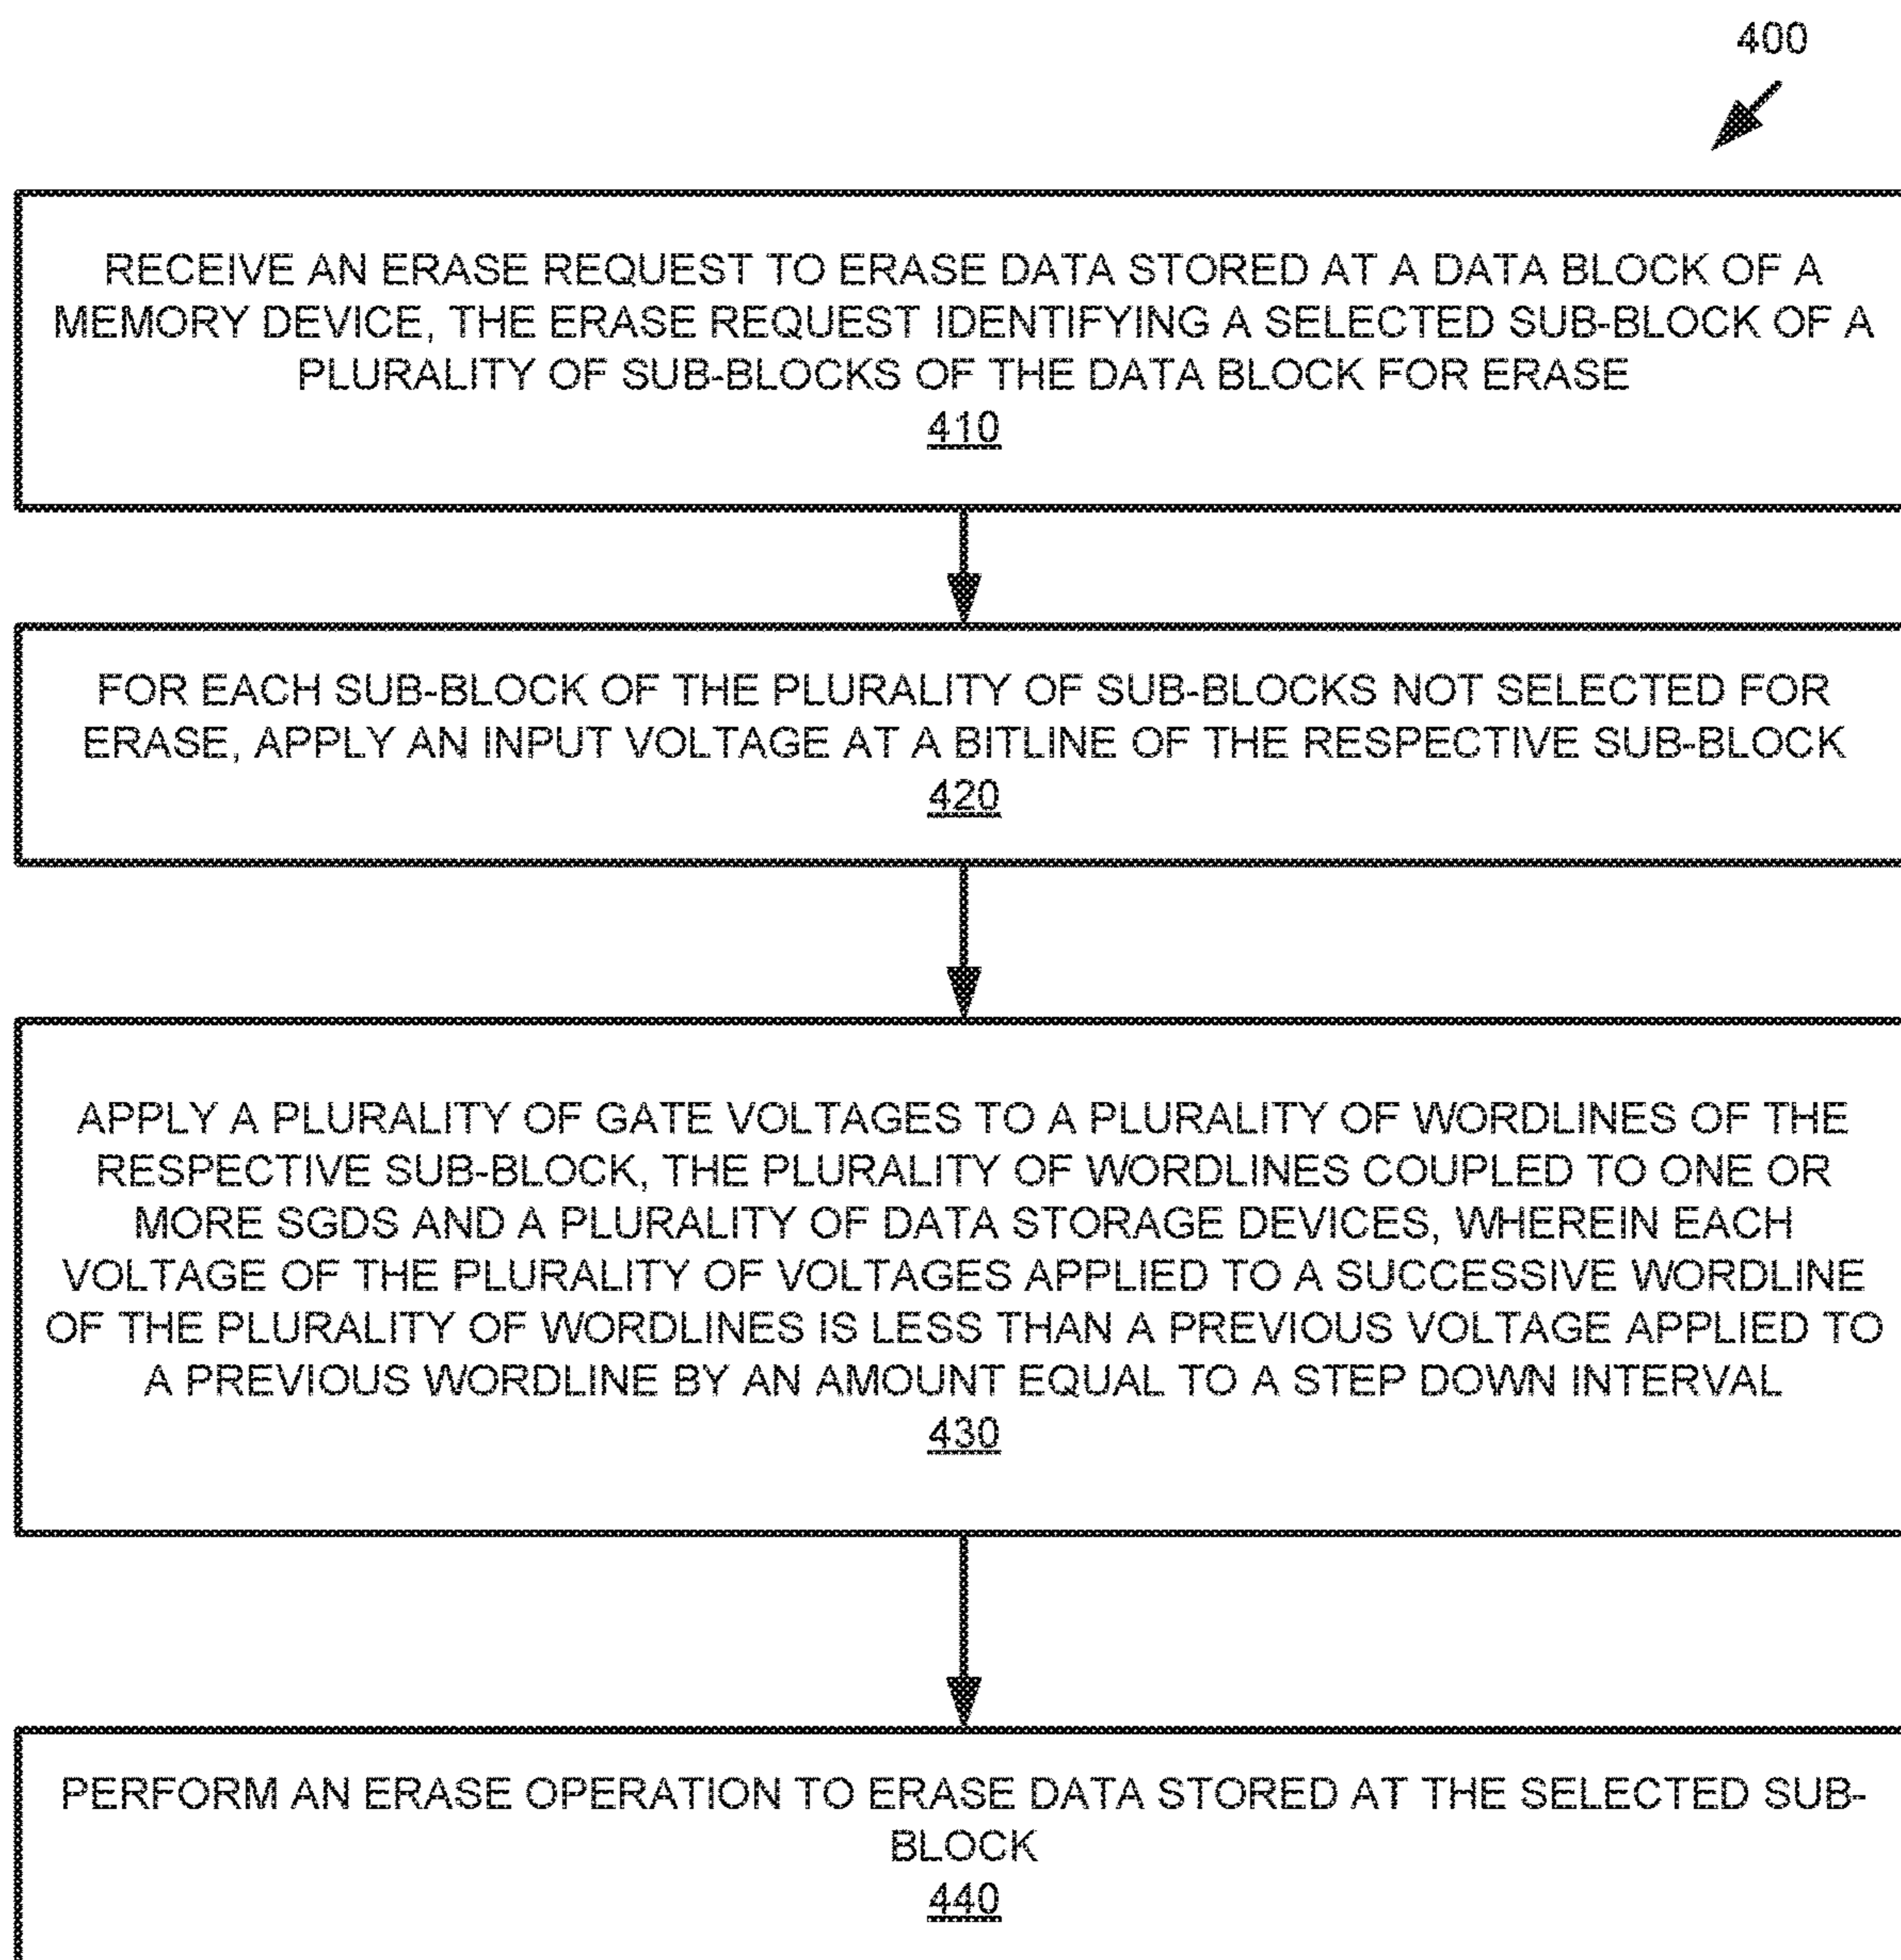 400
RECEIVE AN ERASE REQUEST TO ERASE DATA STORED AT A DATA BLOCK OF A
MEMORY DEVICE, THE ERASE REQUEST IDENTIFYING A SELECTED SUB-BLOCK OF A
PLURALITY OF SUB-BLOCKS OF THE DATA BLOCK FOR ERASE
410
FOR EACH SUB-BLOCK OF THE PLURALITY OF SUB-BLOCKS NOT SELECTED FOR
ERASE, APPLY AN INPUT VOLTAGE AT A BITLINE OF THE RESPECTIVE SUB-BLOCK
420
APPLY A PLURALITY OF GATE VOLTAGES TO A PLURALITY OF WORDLINES OF THE
RESPECTIVE SUB-BLOCK, THE PLURALITY OF WORDLINES COUPLED TO ONE OR
MORE SGDS AND A PLURALITY OF DATA STORAGE DEVICES, WHEREIN EACH
VOLTAGE OF THE PLURALITY OF VOLTAGES APPLIED TO A SUCCESSIVE WORDLINE
OF THE PLURALITY OF WORDLINES IS LESS THAN A PREVIOUS VOLTAGE APPLIED TO
A PREVIOUS WORDLINE BY AN AMOUNT EQUAL TO A STEP DOWN INTERVAL
430
PERFORM AN ERASE OPERATION TO ERASE DATA STORED AT THE SELECTED SUB-
BLOCK
440